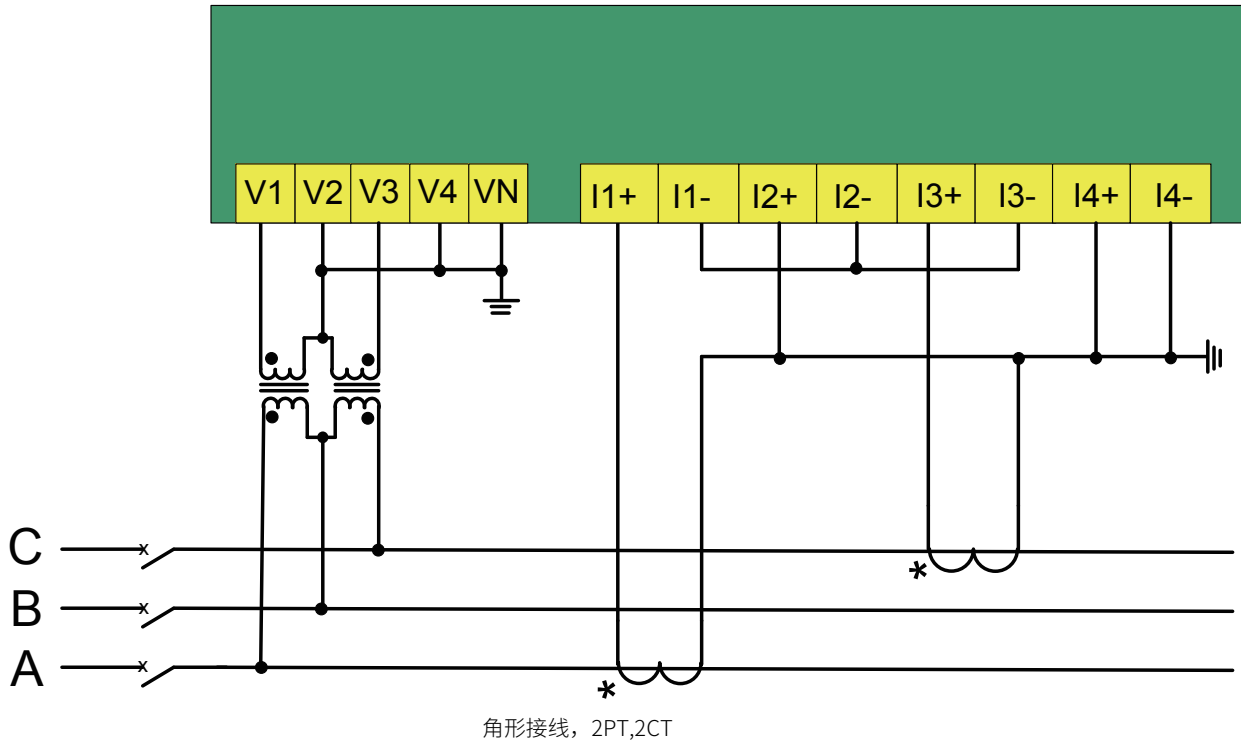 V1 V2 V3 V4 VN I1+ I1- I2+ I2- I3+ I3- I4+ I4-
C x
*
B x
A x
*
角形接线，2PT,2CT